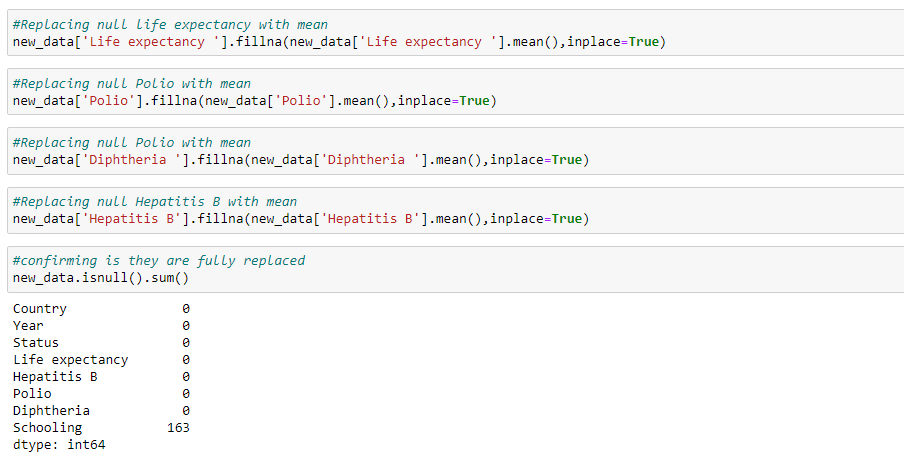 #Replacing null life expectancy with mean
new_data['Life expectancy '].fillna(new_data['Life expectancy '].mean(),inplace=True)
#Replacing null Polio with mean
new_data['Polio'].fillna(new_data['Polio'].mean(),inplace=True)
#Replacing null Polio with mean
new_data['Diphtheria '].fillna(new_data['Diphtheria '].mean(),inplace=True)
#Replacing null Hepatitis B with mean
new_data['Hepatitis B'].fillna(new_data['Hepatitis B'].mean(),inplace=True)
#confirming is they are fully replaced
new_data.isnull().sum()
Country 0
Year 0
Status 0
Life expectancy 0
Hepatitis B 0
Polio 0
Diphtheria 0
Schooling 163
dtype: int64